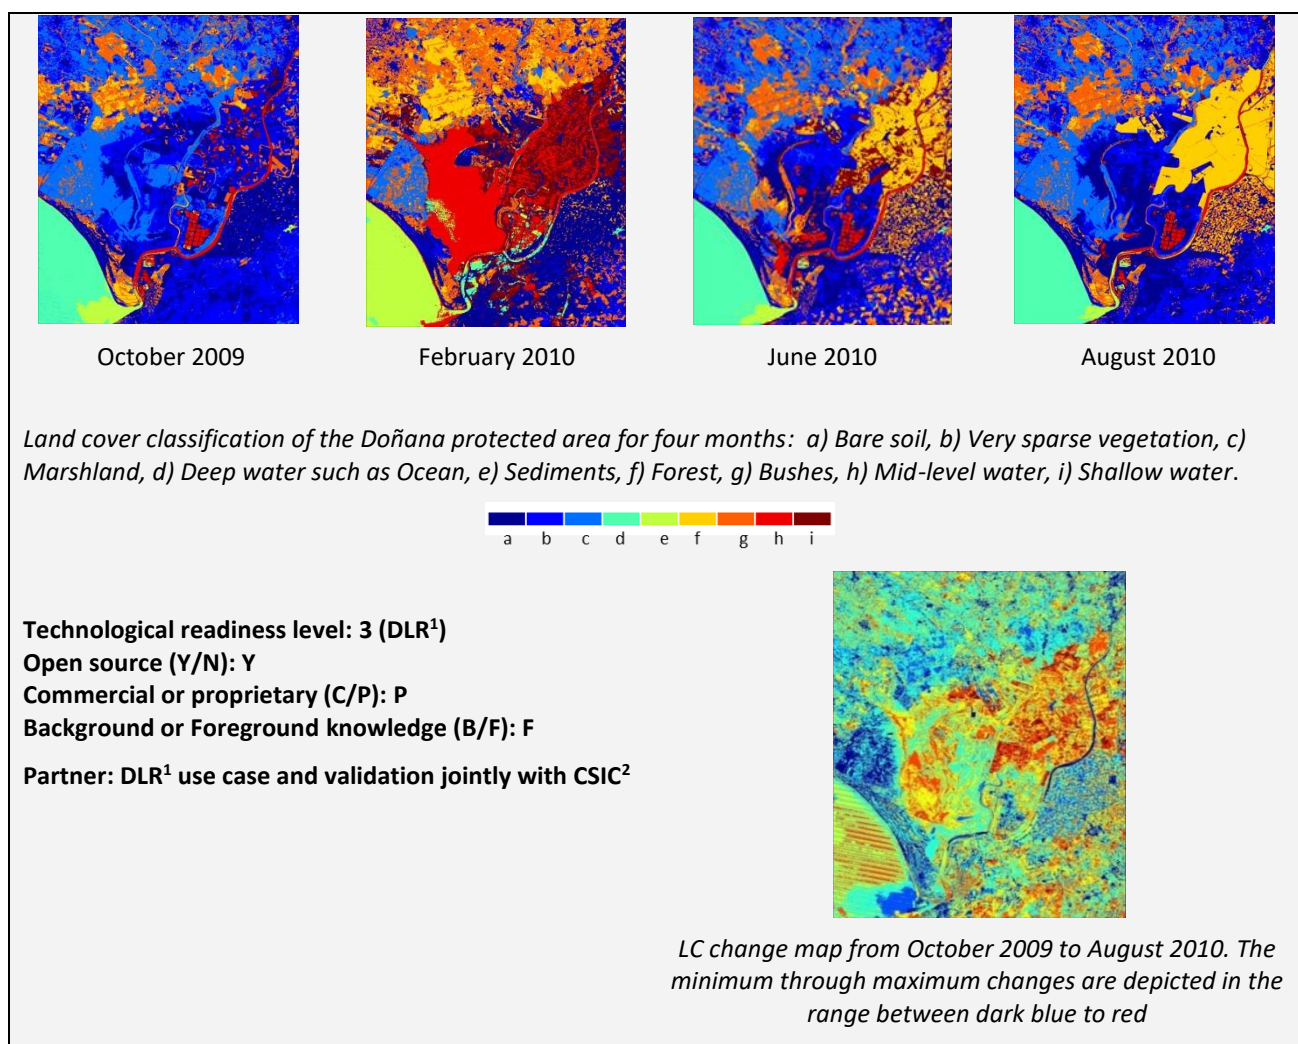 October 2009
February 2010
June 2010
August 2010
Land cover classification of the Doñana protected area for four months:  a) Bare soil, b) Very sparse vegetation, c)
Marshland, d) Deep water such as Ocean, e) Sediments, f) Forest, g) Bushes, h) Mid-level water, i) Shallow water.
a b c d e f g h i
Technological readiness level: 3 (DLR¹)
Open source (Y/N): Y
Commercial or proprietary (C/P): P
Background or Foreground knowledge (B/F): F
Partner: DLR¹ use case and validation jointly with CSIC²
LC change map from October 2009 to August 2010. The
minimum through maximum changes are depicted in the
range between dark blue to red